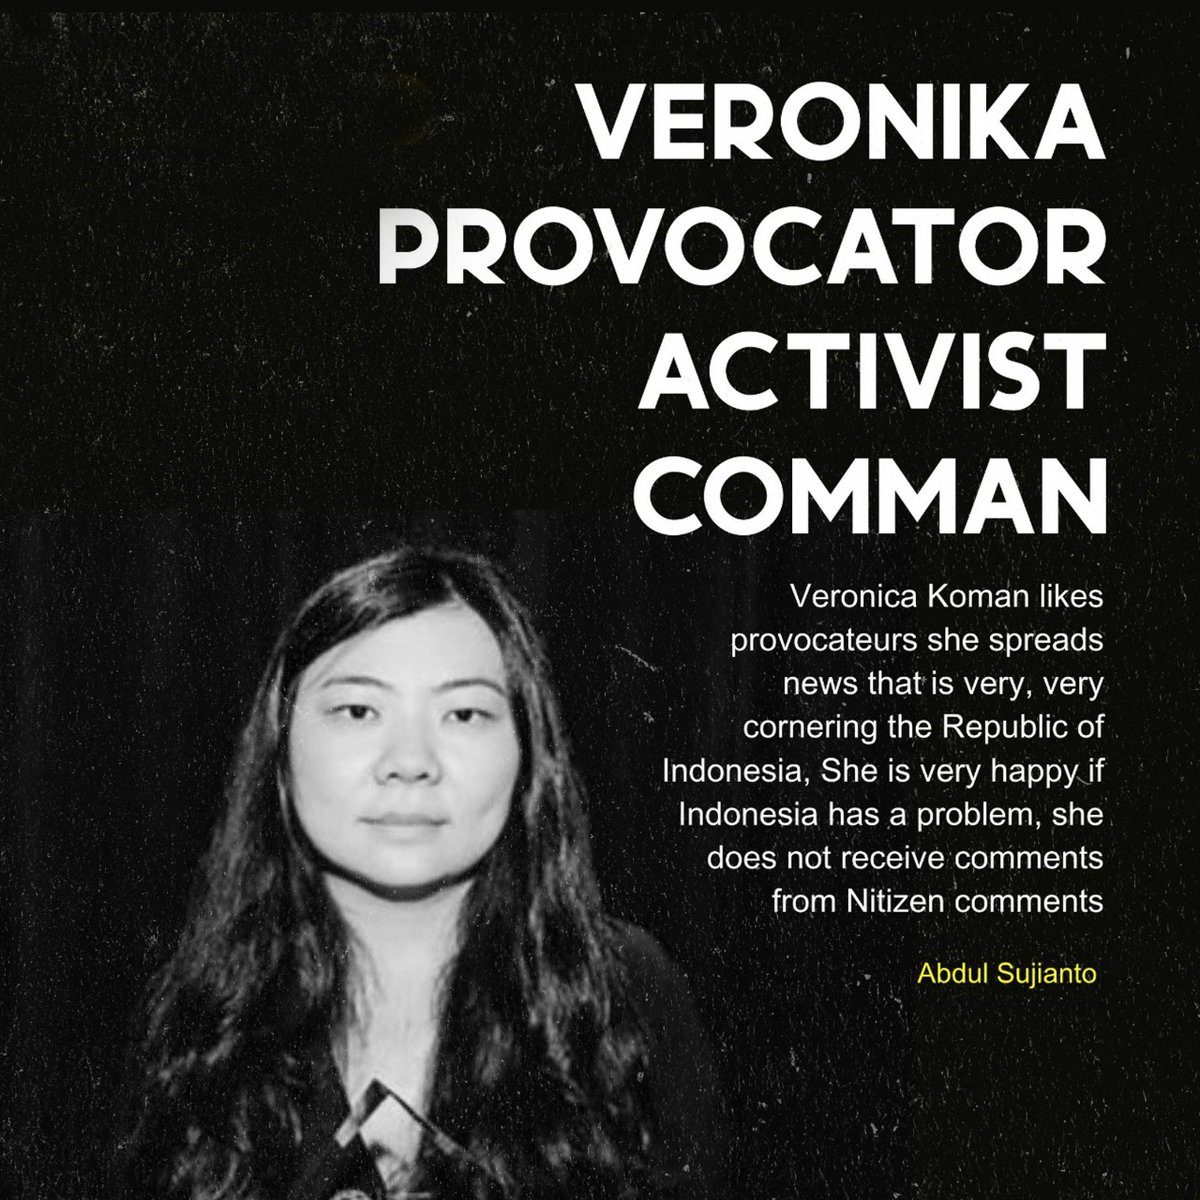 VERONIKA
PROVOCATOR
ACTIVIST
COMMAN
Veronica Koman likes
provocateurs she spreads
news that is very, very
cornering the Republic of
Indonesia, She is very happy if
Indonesia has a problem, she
does not receive comments
from Nitizen comments
Abdul Sujianto